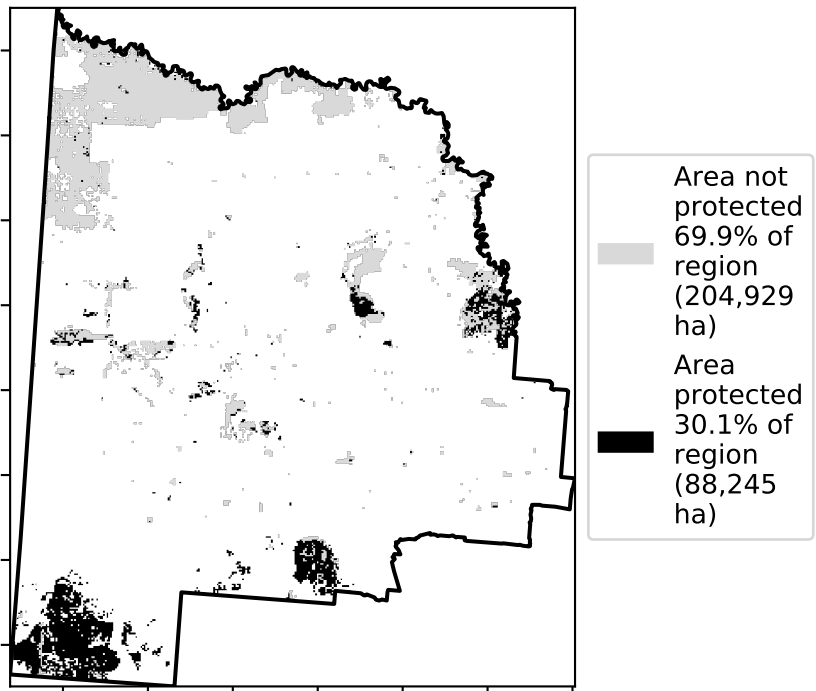 Area not
protected
69.9% of
region
(204,929
ha)
Area
protected
30.1% of
region
(88,245
ha)